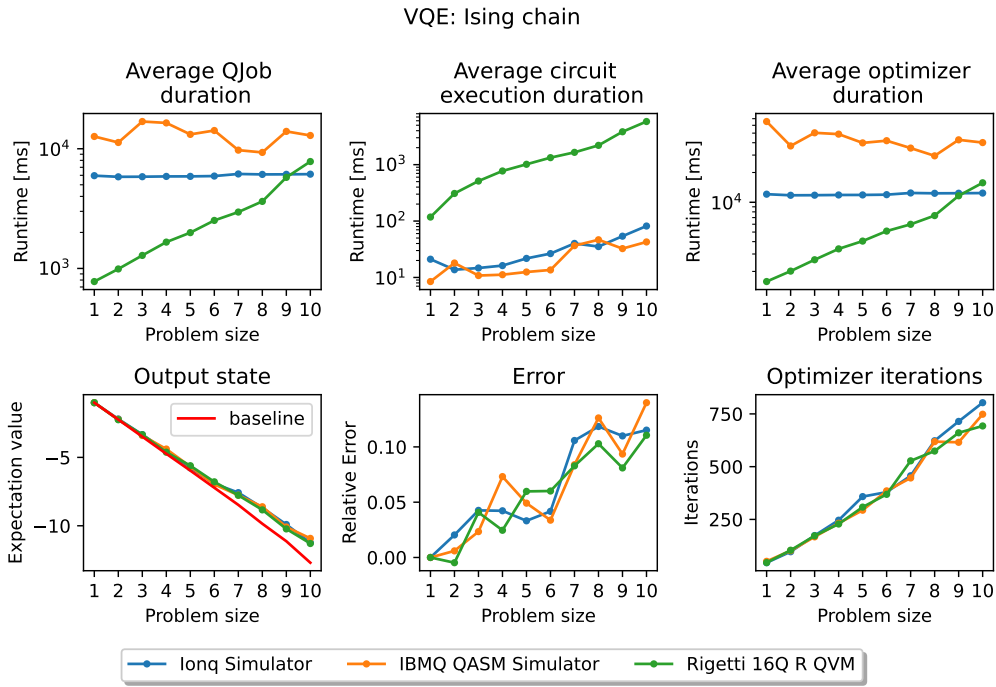 VQE: Ising chain
Average QJob
duration
Runtime [ms]
10^4
10^3
1 2 3 4 5 6 7 8 9 10
Problem size
Average circuit
execution duration
Runtime [ms]
10^3
10^2
10^1
1 2 3 4 5 6 7 8 9 10
Problem size
Average optimizer
duration
Runtime [ms]
10^4
1 2 3 4 5 6 7 8 9 10
Problem size
Output state
Expectation value
−5
−10
baseline
1 2 3 4 5 6 7 8 9 10
Problem size
Error
Relative Error
0.10
0.05
0.00
1 2 3 4 5 6 7 8 9 10
Problem size
Optimizer iterations
Iterations
750
500
250
1 2 3 4 5 6 7 8 9 10
Problem size
Ionq Simulator
IBMQ QASM Simulator
Rigetti 16Q R QVM